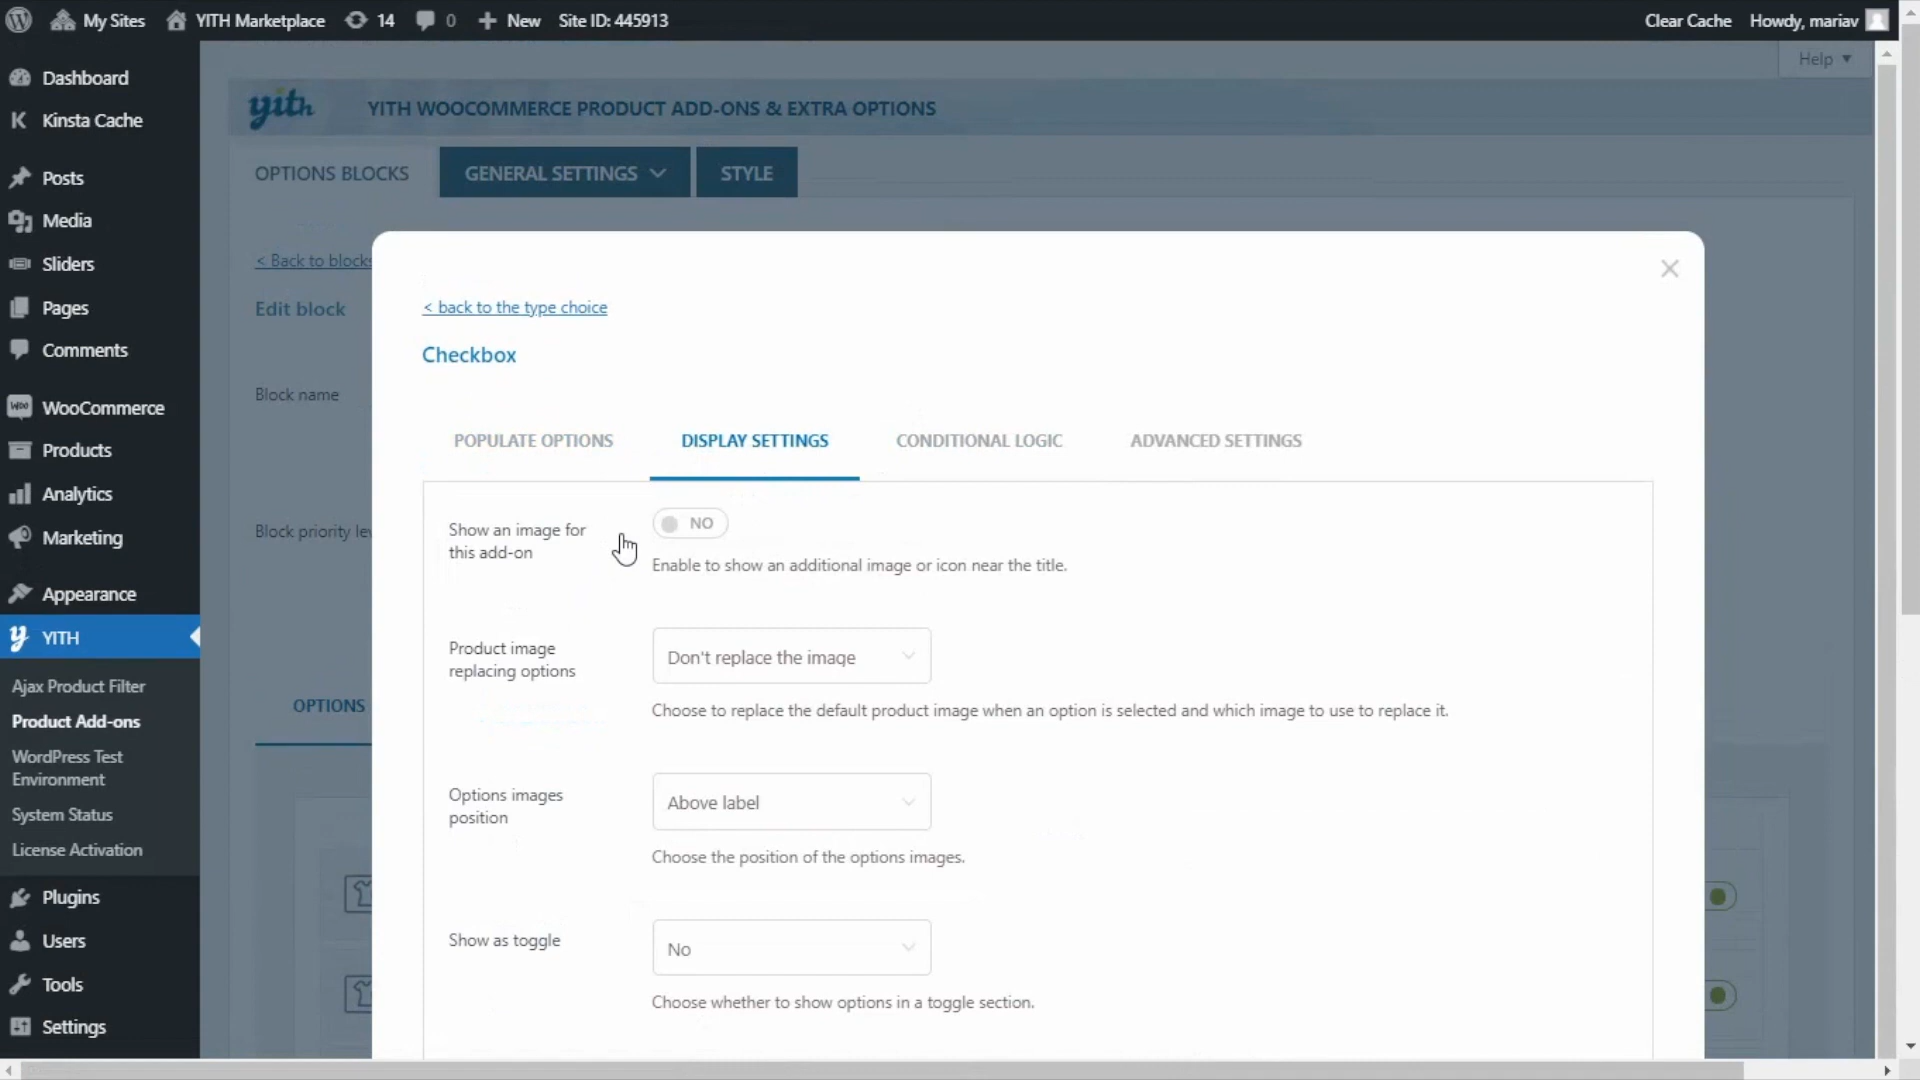 My Sites YITH Marketplace 14 0 New Site ID: 445913 Clear Cache Howdy, mariav
Help
Dashboard
Kinsta Cache
Posts
Media
Sliders
Pages
Comments
WooCommerce
Products
Analytics
Marketing
Appearance
YITH
Ajax Product Filter
Product Add-ons
WordPress Test
Environment
System Status
License Activation
Plugins
Users
Tools
Settings
yith YITH WOOCOMMERCE PRODUCT ADD-ONS & EXTRA OPTIONS
OPTIONS BLOCKS GENERAL SETTINGS STYLE
< Back to blocks
Edit block
Block name
Block priority lev
OPTIONS
< back to the type choice
Checkbox
POPULATE OPTIONS DISPLAY SETTINGS CONDITIONAL LOGIC ADVANCED SETTINGS
Show an image for
this add-on
NO
Enable to show an additional image or icon near the title.
Product image
replacing options
Don't replace the image
Choose to replace the default product image when an option is selected and which image to use to replace it.
Options images
position
Above label
Choose the position of the options images.
Show as toggle
No
Choose whether to show options in a toggle section.